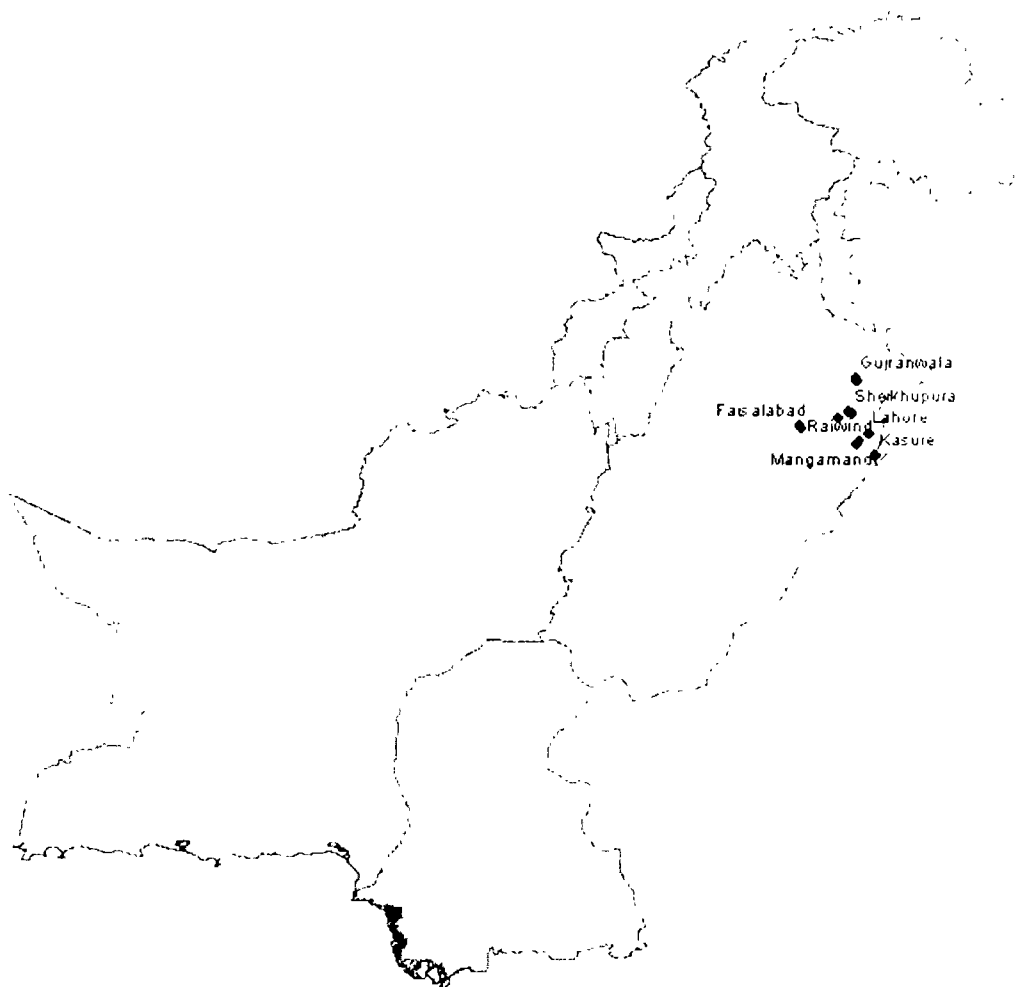 Gujranwala
Sheikhupura
Faisalabad
Lahore
Raiwind
Kasure
Mangamandi